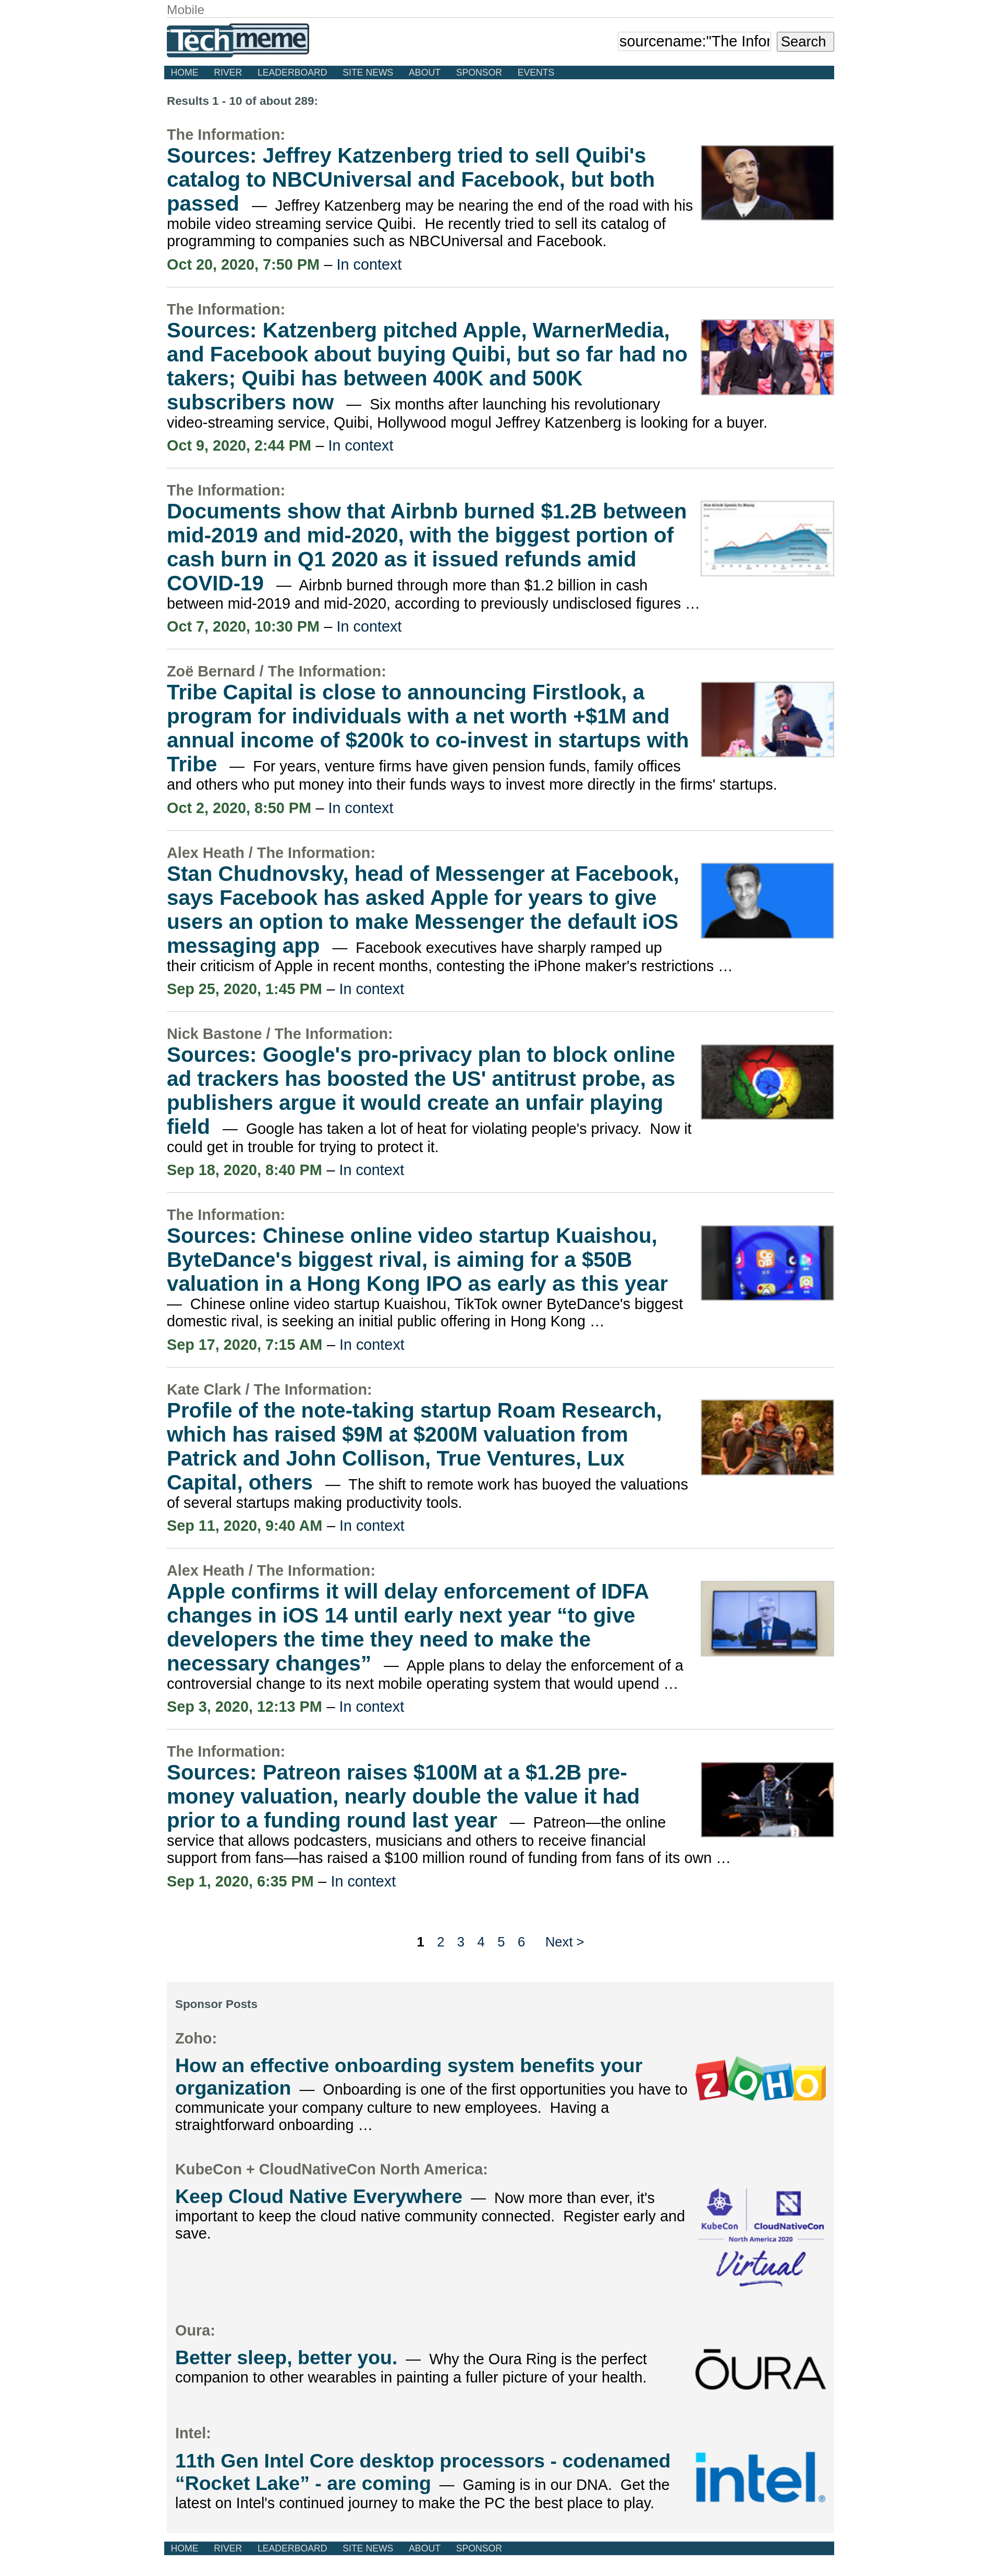 Mobile
Techmeme
sourcename:"The Infor
Search
HOME RIVER LEADERBOARD SITE NEWS ABOUT SPONSOR EVENTS
Results 1 - 10 of about 289:
The Information:
Sources: Jeffrey Katzenberg tried to sell Quibi's
catalog to NBCUniversal and Facebook, but both
passed — Jeffrey Katzenberg may be nearing the end of the road with his
mobile video streaming service Quibi. He recently tried to sell its catalog of
programming to companies such as NBCUniversal and Facebook.
Oct 20, 2020, 7:50 PM – In context
The Information:
Sources: Katzenberg pitched Apple, WarnerMedia,
and Facebook about buying Quibi, but so far had no
takers; Quibi has between 400K and 500K
subscribers now — Six months after launching his revolutionary
video-streaming service, Quibi, Hollywood mogul Jeffrey Katzenberg is looking for a buyer.
Oct 9, 2020, 2:44 PM – In context
The Information:
Documents show that Airbnb burned $1.2B between
mid-2019 and mid-2020, with the biggest portion of
cash burn in Q1 2020 as it issued refunds amid
COVID-19 — Airbnb burned through more than $1.2 billion in cash
between mid-2019 and mid-2020, according to previously undisclosed figures …
Oct 7, 2020, 10:30 PM – In context
Zoë Bernard / The Information:
Tribe Capital is close to announcing Firstlook, a
program for individuals with a net worth +$1M and
annual income of $200k to co-invest in startups with
Tribe — For years, venture firms have given pension funds, family offices
and others who put money into their funds ways to invest more directly in the firms' startups.
Oct 2, 2020, 8:50 PM – In context
Alex Heath / The Information:
Stan Chudnovsky, head of Messenger at Facebook,
says Facebook has asked Apple for years to give
users an option to make Messenger the default iOS
messaging app — Facebook executives have sharply ramped up
their criticism of Apple in recent months, contesting the iPhone maker's restrictions …
Sep 25, 2020, 1:45 PM – In context
Nick Bastone / The Information:
Sources: Google's pro-privacy plan to block online
ad trackers has boosted the US' antitrust probe, as
publishers argue it would create an unfair playing
field — Google has taken a lot of heat for violating people's privacy. Now it
could get in trouble for trying to protect it.
Sep 18, 2020, 8:40 PM – In context
The Information:
Sources: Chinese online video startup Kuaishou,
ByteDance's biggest rival, is aiming for a $50B
valuation in a Hong Kong IPO as early as this year
— Chinese online video startup Kuaishou, TikTok owner ByteDance's biggest
domestic rival, is seeking an initial public offering in Hong Kong …
Sep 17, 2020, 7:15 AM – In context
Kate Clark / The Information:
Profile of the note-taking startup Roam Research,
which has raised $9M at $200M valuation from
Patrick and John Collison, True Ventures, Lux
Capital, others — The shift to remote work has buoyed the valuations
of several startups making productivity tools.
Sep 11, 2020, 9:40 AM – In context
Alex Heath / The Information:
Apple confirms it will delay enforcement of IDFA
changes in iOS 14 until early next year “to give
developers the time they need to make the
necessary changes” — Apple plans to delay the enforcement of a
controversial change to its next mobile operating system that would upend …
Sep 3, 2020, 12:13 PM – In context
The Information:
Sources: Patreon raises $100M at a $1.2B pre-
money valuation, nearly double the value it had
prior to a funding round last year — Patreon—the online
service that allows podcasters, musicians and others to receive financial
support from fans—has raised a $100 million round of funding from fans of its own …
Sep 1, 2020, 6:35 PM – In context
1 2 3 4 5 6 Next >
Sponsor Posts
Zoho:
How an effective onboarding system benefits your
organization — Onboarding is one of the first opportunities you have to
communicate your company culture to new employees. Having a
straightforward onboarding …
ZOHO
KubeCon + CloudNativeCon North America:
Keep Cloud Native Everywhere — Now more than ever, it's
important to keep the cloud native community connected. Register early and
save.
KubeCon CloudNativeCon
North America 2020
Virtual
Oura:
Better sleep, better you. — Why the Oura Ring is the perfect
companion to other wearables in painting a fuller picture of your health.
ŌURA
Intel:
11th Gen Intel Core desktop processors - codenamed
“Rocket Lake” - are coming — Gaming is in our DNA. Get the
latest on Intel's continued journey to make the PC the best place to play.
intel®
HOME RIVER LEADERBOARD SITE NEWS ABOUT SPONSOR